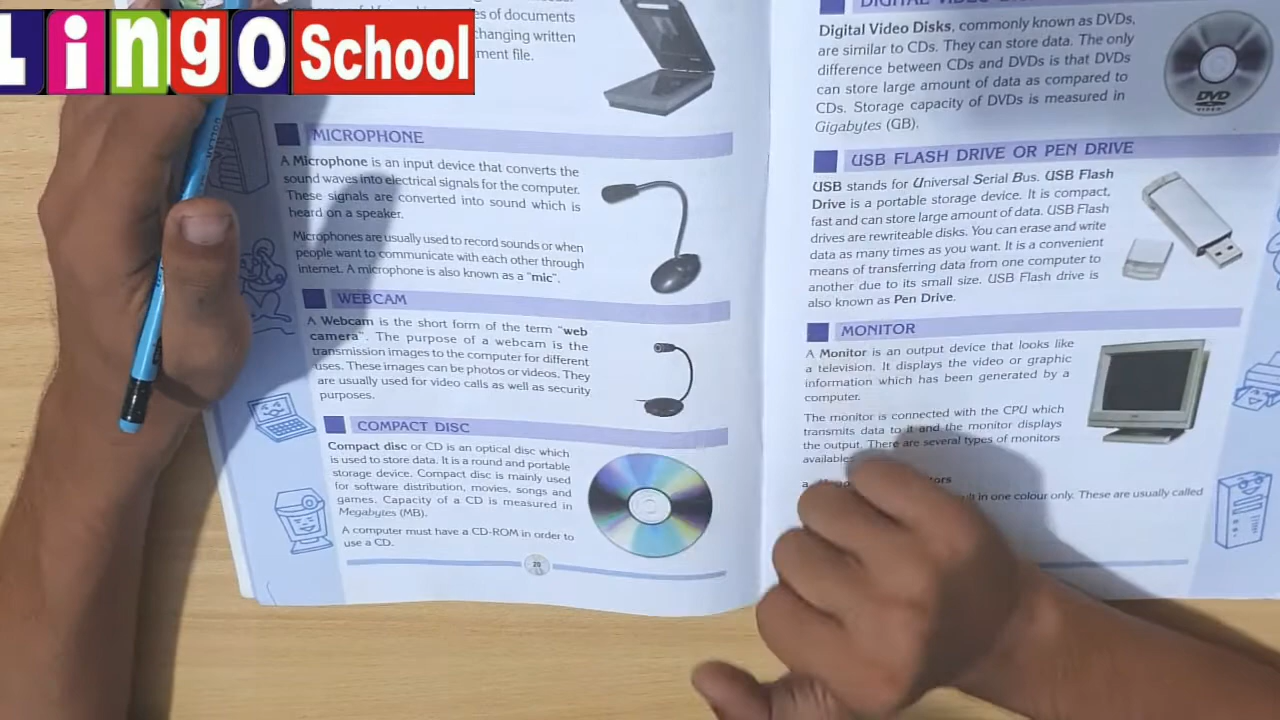 Lingo School
es of documents
changing written
ment file.
MICROPHONE
A Microphone is an input device that converts the
sound waves into electrical signals for the computer.
These signals are converted into sound which is
heard on a speaker.
Microphones are usually used to record sounds or when
people want to communicate with each other through
internet. A microphone is also known as a "mic".
WEBCAM
A Webcam is the short form of the term "web
camera". The purpose of a webcam is the
transmission images to the computer for different
uses. These images can be photos or videos. They
are usually used for video calls as well as security
purposes.
COMPACT DISC
Compact disc or CD is an optical disc which
is used to store data. It is a round and portable
storage device. Compact disc is mainly used
for software distribution, movies, songs and
games. Capacity of a CD is measured in
Megabytes (MB).
A computer must have a CD-ROM in order to
use a CD.
20
DIGITAL VIDEO
Digital Video Disks, commonly known as DVDs,
are similar to CDs. They can store data. The only
difference between CDs and DVDs is that DVDs
can store large amount of data as compared to
CDs. Storage capacity of DVDs is measured in
Gigabytes (GB).
DVD
VIDEO
USB FLASH DRIVE OR PEN DRIVE
USB stands for Universal Serial Bus. USB Flash
Drive is a portable storage device. It is compact,
fast and can store large amount of data. USB Flash
drives are rewriteable disks. You can erase and write
data as many times as you want. It is a convenient
means of transferring data from one computer to
another due to its small size. USB Flash drive is
also known as Pen Drive.
MONITOR
A Monitor is an output device that looks like
a television. It displays the video or graphic
information which has been generated by a
computer.
The monitor is connected with the CPU which
transmits data to it and the monitor displays
the output. There are several types of monitors
available.
a.
in one colour only. These are usually called